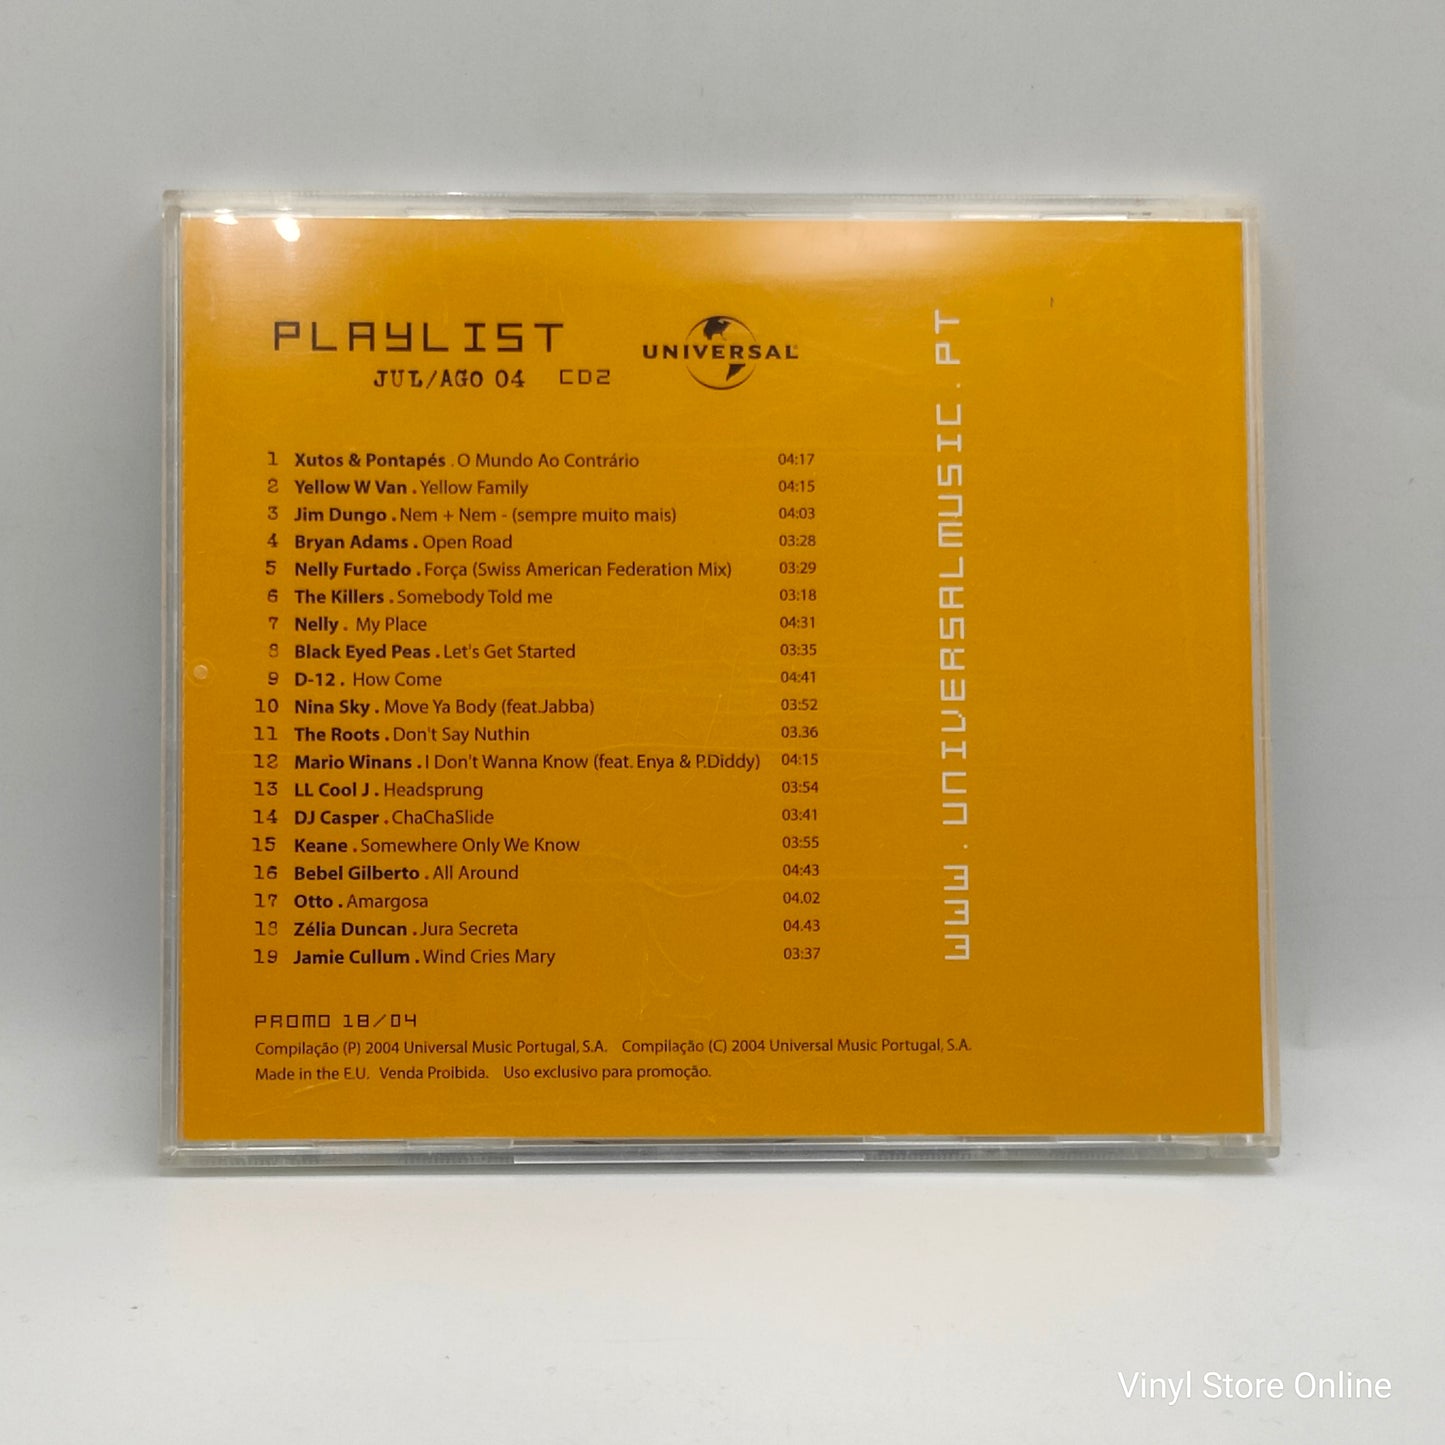 PLAYLIST
JUL/AGO 04 CD2
UNIVERSAL
1 Xutos & Pontapés . O Mundo Ao Contrário 04:17
2 Yellow W Van . Yellow Family 04:15
3 Jim Dungo . Nem + Nem - (sempre muito mais) 04:03
4 Bryan Adams . Open Road 03:28
5 Nelly Furtado . Força (Swiss American Federation Mix) 03:29
6 The Killers . Somebody Told me 03:18
7 Nelly . My Place 04:31
8 Black Eyed Peas . Let's Get Started 03:35
9 D-12 . How Come 04:41
10 Nina Sky . Move Ya Body (feat.Jabba) 03:52
11 The Roots . Don't Say Nuthin 03.36
12 Mario Winans . I Don't Wanna Know (feat. Enya & P.Diddy) 04:15
13 LL Cool J . Headsprung 03:54
14 DJ Casper . ChaChaSlide 03:41
15 Keane . Somewhere Only We Know 03:55
16 Bebel Gilberto . All Around 04:43
17 Otto . Amargosa 04.02
18 Zélia Duncan . Jura Secreta 04.43
19 Jamie Cullum . Wind Cries Mary 03:37
PROMO 18/04
Compilação (P) 2004 Universal Music Portugal, S.A. Compilação (C) 2004 Universal Music Portugal, S.A.
Made in the E.U. Venda Proibida. Uso exclusivo para promoção.
WWW.UNIVERSALMUSIC.PT
Vinyl Store Online